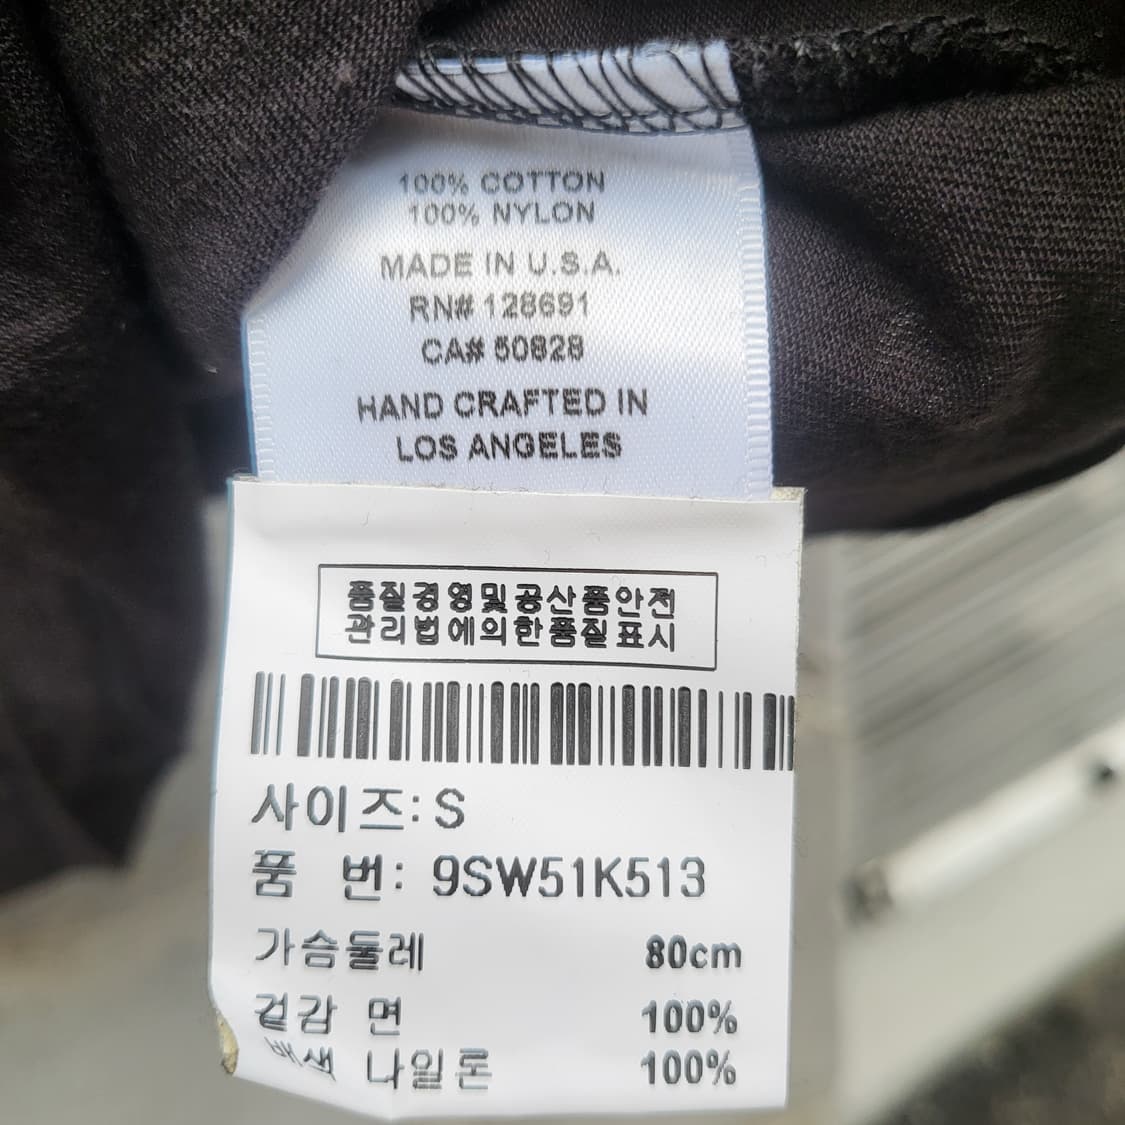 100% COTTON
100% NYLON
MADE IN U.S.A.
RN# 128691
CA# 50828
HAND CRAFTED IN
LOS ANGELES
품질경영및공산품안전
관리법에의한품질표시
사이즈: S
품 번: 9SW51K513
가슴둘레 80cm
겉감 면 100%
배색 나일론 100%